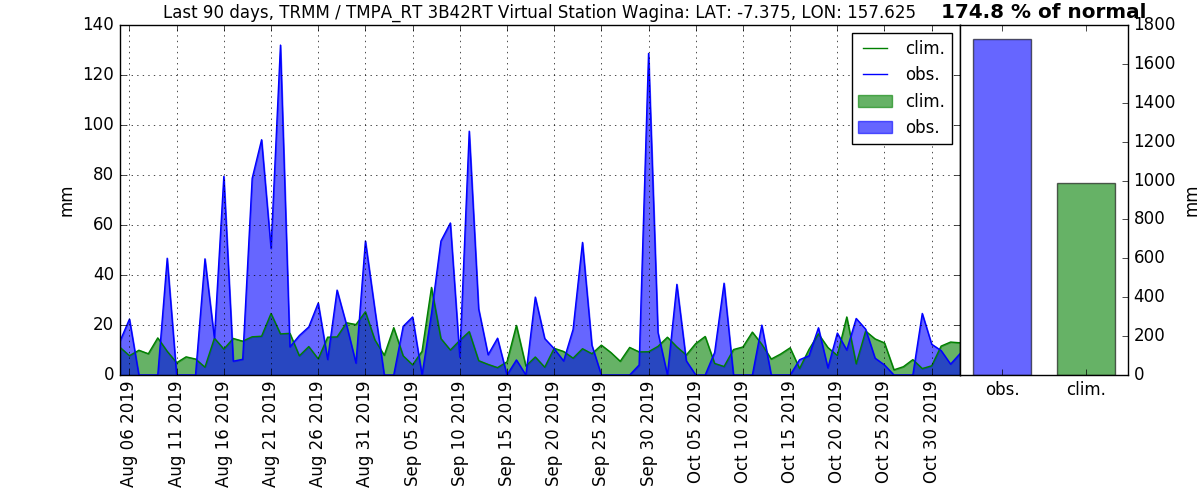 Last 90 days, TRMM / TMPA_RT 3B42RT Virtual Station Wagina: LAT: -7.375, LON: 157.625
174.8 % of normal
mm
140
120
100
80
60
40
20
0
clim.
obs.
clim.
obs.
Aug 06 2019
Aug 11 2019
Aug 16 2019
Aug 21 2019
Aug 26 2019
Aug 31 2019
Sep 05 2019
Sep 10 2019
Sep 15 2019
Sep 20 2019
Sep 25 2019
Sep 30 2019
Oct 05 2019
Oct 10 2019
Oct 15 2019
Oct 20 2019
Oct 25 2019
Oct 30 2019
obs.
clim.
1800
1600
1400
1200
1000
800
600
400
200
0
mm